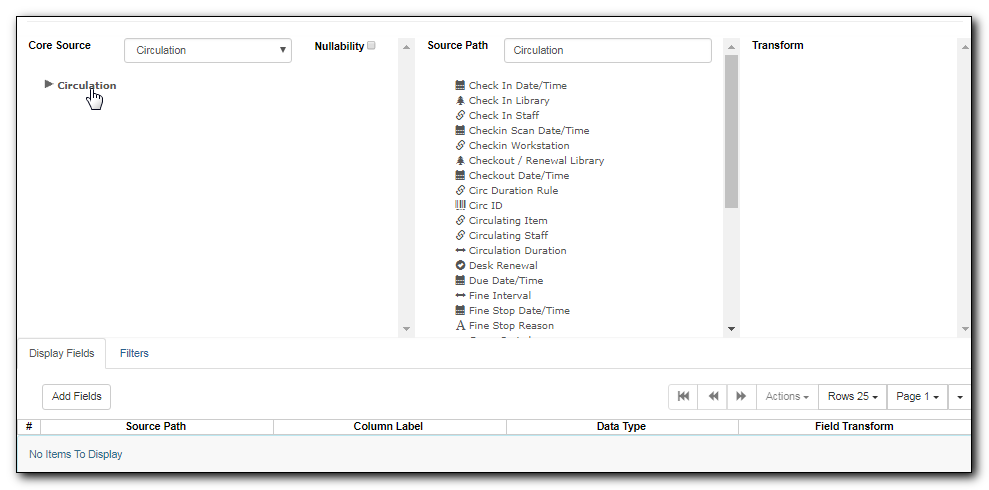 Core Source Circulation Nullability Source Path Circulation Transform
Circulation
Check In Date/Time
Check In Library
Check In Staff
Checkin Scan Date/Time
Checkin Workstation
Checkout / Renewal Library
Checkout Date/Time
Circ Duration Rule
Circ ID
Circulating Item
Circulating Staff
Circulation Duration
Desk Renewal
Due Date/Time
Fine Interval
Fine Stop Date/Time
Fine Stop Reason
Display Fields Filters
Add Fields Actions Rows 25 Page 1
# Source Path Column Label Data Type Field Transform
No Items To Display